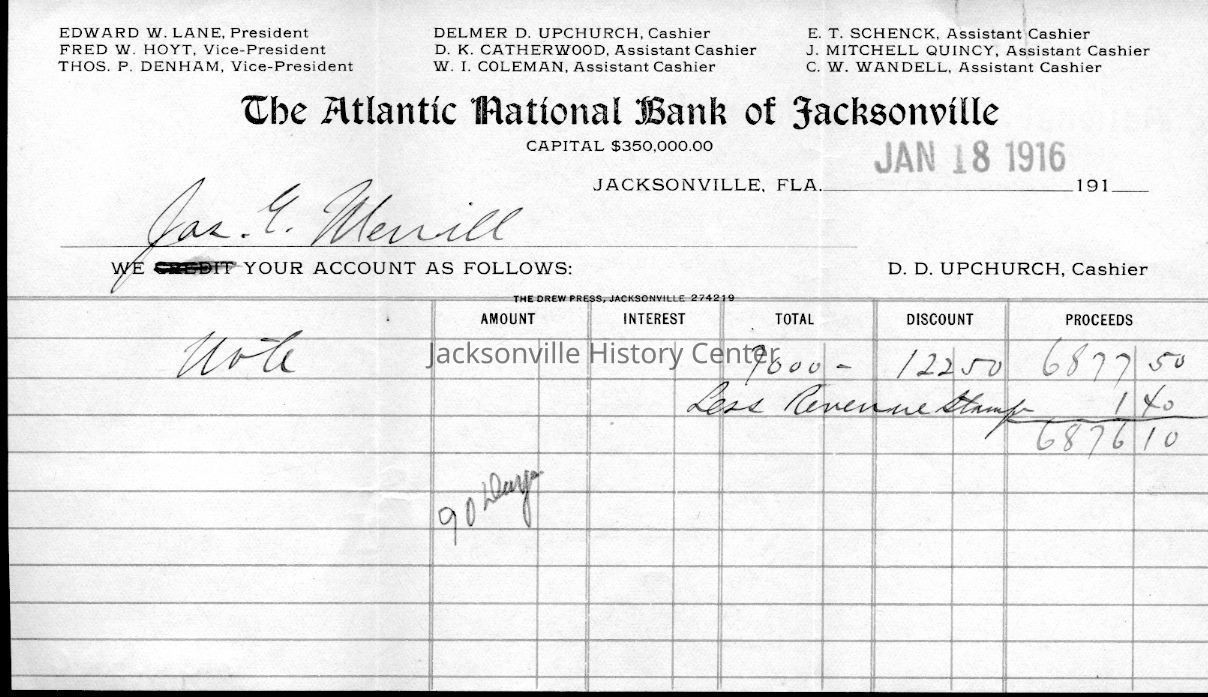 EDWARD W. LANE, President
FRED W. HOYT, Vice-President
THOS. P. DENHAM, Vice-President
DELMER D. UPCHURCH, Cashier
D. K. CATHERWOOD, Assistant Cashier
W. I. COLEMAN, Assistant Cashier
E. T. SCHENCK, Assistant Cashier
J. MITCHELL QUINCY, Assistant Cashier
C. W. WANDELL, Assistant Cashier
The Atlantic National Bank of Jacksonville
CAPITAL $350,000.00
JAN 18 1916
JACKSONVILLE, FLA. 191
Jas. G. Merrill
WE CREDIT YOUR ACCOUNT AS FOLLOWS:
D. D. UPCHURCH, Cashier
THE DREW PRESS, JACKSONVILLE 274219
AMOUNT INTEREST TOTAL DISCOUNT PROCEEDS
Jacksonville History Center
Note 7000 - 122 50 6877 50
Less Revenue Stamps 1 40
6876 10
90 Days